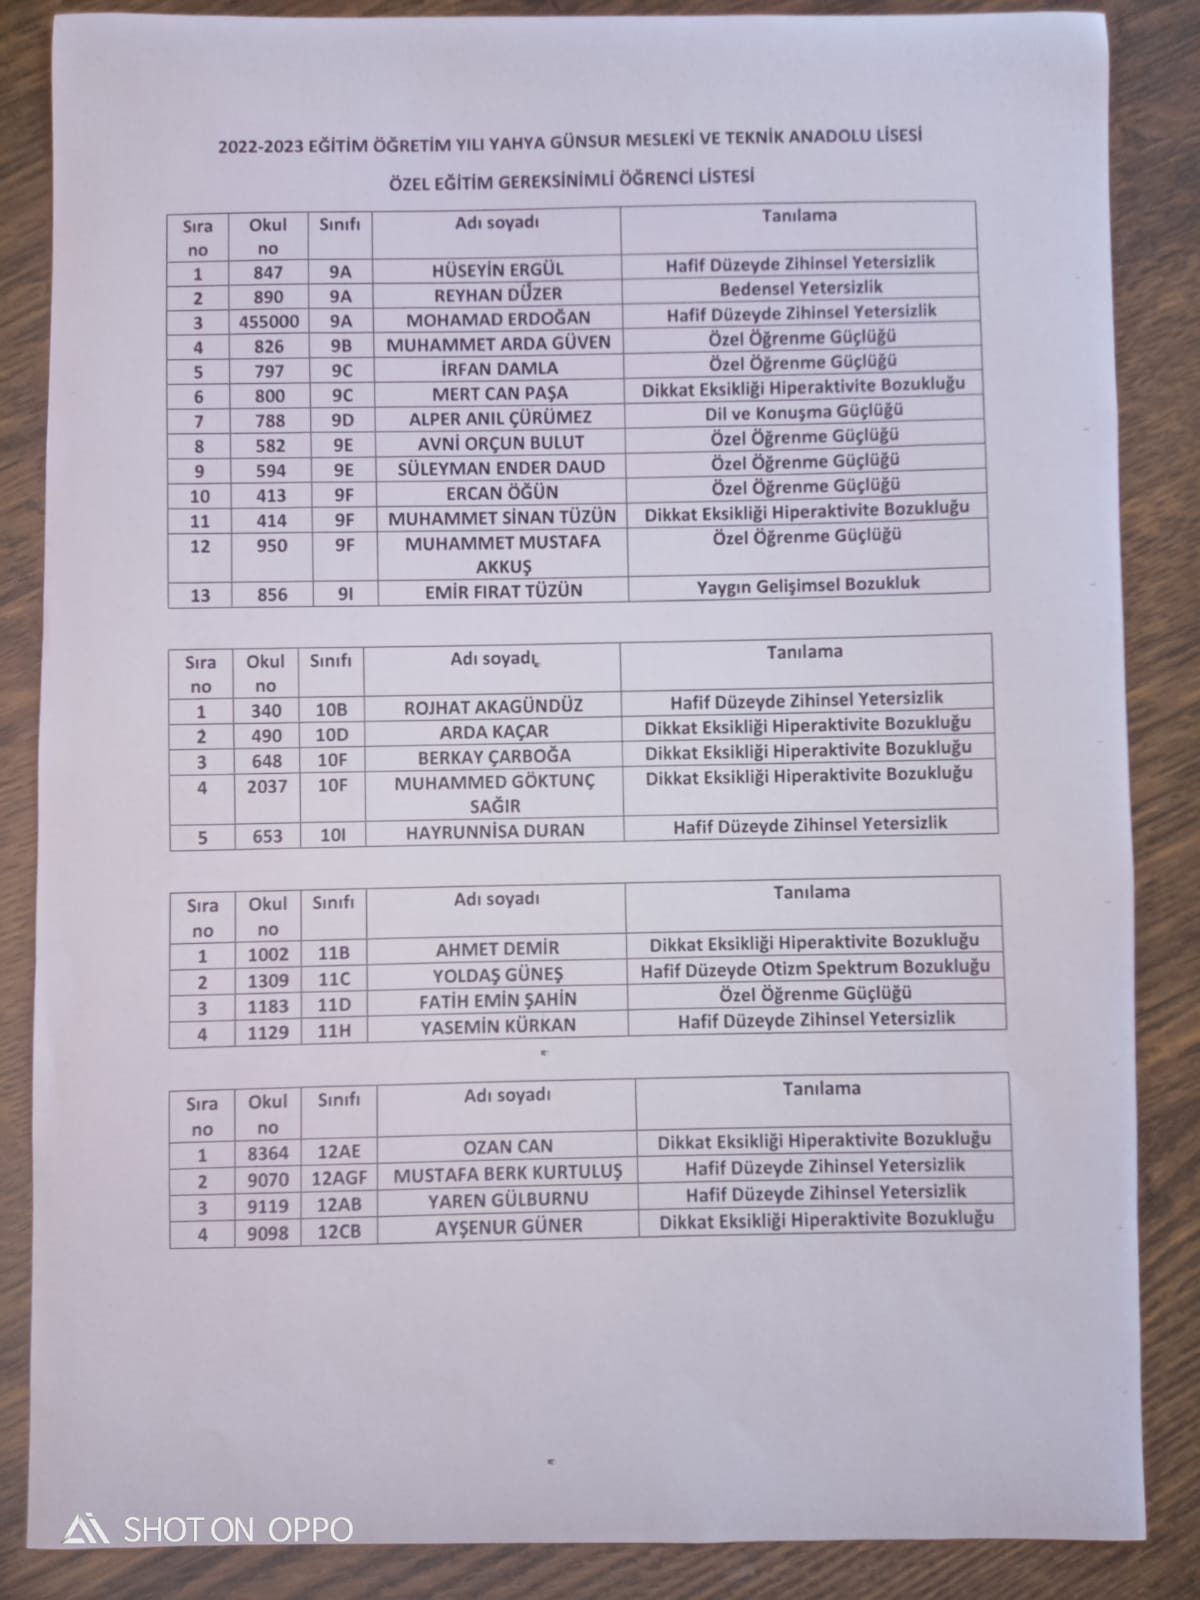 2022-2023 EĞİTİM ÖĞRETİM YILI YAHYA GÜNSUR MESLEKİ VE TEKNİK ANADOLU LİSESİ
ÖZEL EĞİTİM GEREKSİNİMLİ ÖĞRENCİ LİSTESİ
Sıra no Okul no Sınıfı Adı soyadı Tanılama
1 847 9A HÜSEYİN ERGÜL Hafif Düzeyde Zihinsel Yetersizlik
2 890 9A REYHAN DÜZER Bedensel Yetersizlik
3 455000 9A MOHAMAD ERDOĞAN Hafif Düzeyde Zihinsel Yetersizlik
4 826 9B MUHAMMET ARDA GÜVEN Özel Öğrenme Güçlüğü
5 797 9C İRFAN DAMLA Özel Öğrenme Güçlüğü
6 800 9C MERT CAN PAŞA Dikkat Eksikliği Hiperaktivite Bozukluğu
7 788 9D ALPER ANIL ÇÜRÜMEZ Dil ve Konuşma Güçlüğü
8 582 9E AVNİ ORÇUN BULUT Özel Öğrenme Güçlüğü
9 594 9E SÜLEYMAN ENDER DAUD Özel Öğrenme Güçlüğü
10 413 9F ERCAN ÖĞÜN Özel Öğrenme Güçlüğü
11 414 9F MUHAMMET SİNAN TÜZÜN Dikkat Eksikliği Hiperaktivite Bozukluğu
12 950 9F MUHAMMET MUSTAFA AKKUŞ Özel Öğrenme Güçlüğü
13 856 9I EMİR FIRAT TÜZÜN Yaygın Gelişimsel Bozukluk
Sıra no Okul no Sınıfı Adı soyadı Tanılama
1 340 10B ROJHAT AKAGÜNDÜZ Hafif Düzeyde Zihinsel Yetersizlik
2 490 10D ARDA KAÇAR Dikkat Eksikliği Hiperaktivite Bozukluğu
3 648 10F BERKAY ÇARBOĞA Dikkat Eksikliği Hiperaktivite Bozukluğu
4 2037 10F MUHAMMED GÖKTUNÇ SAĞIR Dikkat Eksikliği Hiperaktivite Bozukluğu
5 653 10I HAYRUNNİSA DURAN Hafif Düzeyde Zihinsel Yetersizlik
Sıra no Okul no Sınıfı Adı soyadı Tanılama
1 1002 11B AHMET DEMİR Dikkat Eksikliği Hiperaktivite Bozukluğu
2 1309 11C YOLDAŞ GÜNEŞ Hafif Düzeyde Otizm Spektrum Bozukluğu
3 1183 11D FATİH EMİN ŞAHİN Özel Öğrenme Güçlüğü
4 1129 11H YASEMİN KÜRKAN Hafif Düzeyde Zihinsel Yetersizlik
Sıra no Okul no Sınıfı Adı soyadı Tanılama
1 8364 12AE OZAN CAN Dikkat Eksikliği Hiperaktivite Bozukluğu
2 9070 12AGF MUSTAFA BERK KURTULUŞ Hafif Düzeyde Zihinsel Yetersizlik
3 9119 12AB YAREN GÜLBURNU Hafif Düzeyde Zihinsel Yetersizlik
4 9098 12CB AYŞENUR GÜNER Dikkat Eksikliği Hiperaktivite Bozukluğu
SHOT ON OPPO